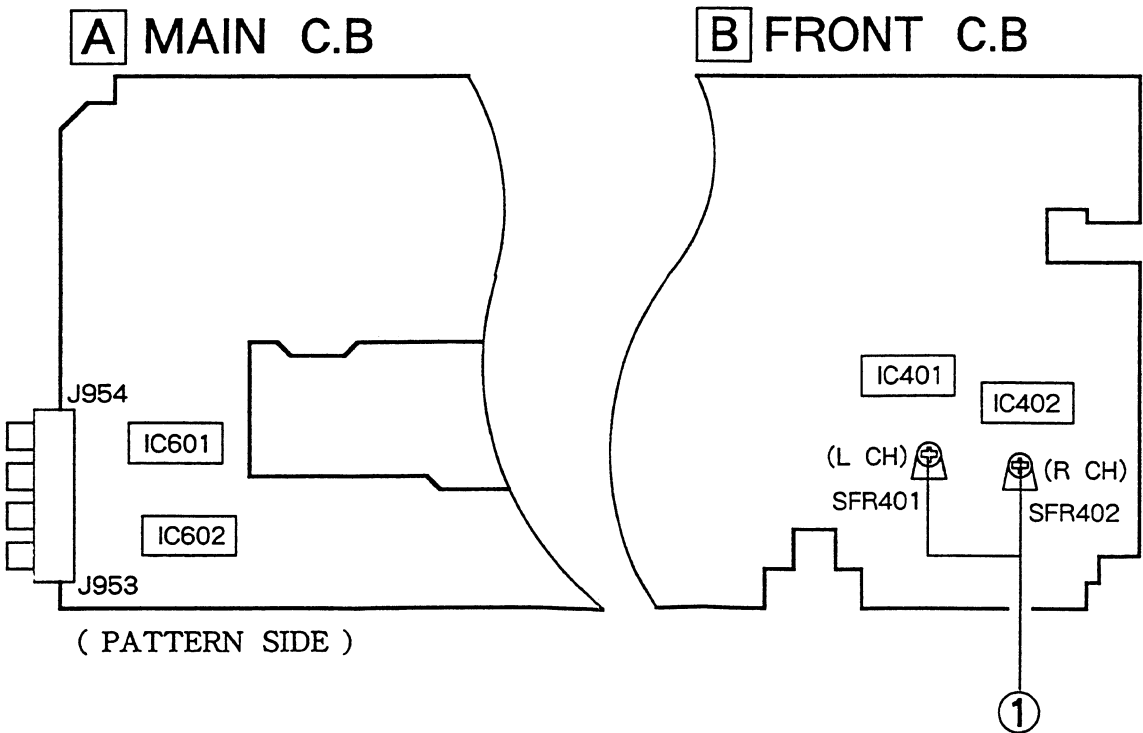 A MAIN C.B
J954
IC601
IC602
J953
( PATTERN SIDE )
B FRONT C.B
IC401
IC402
(L CH)
(R CH)
SFR401
SFR402
1